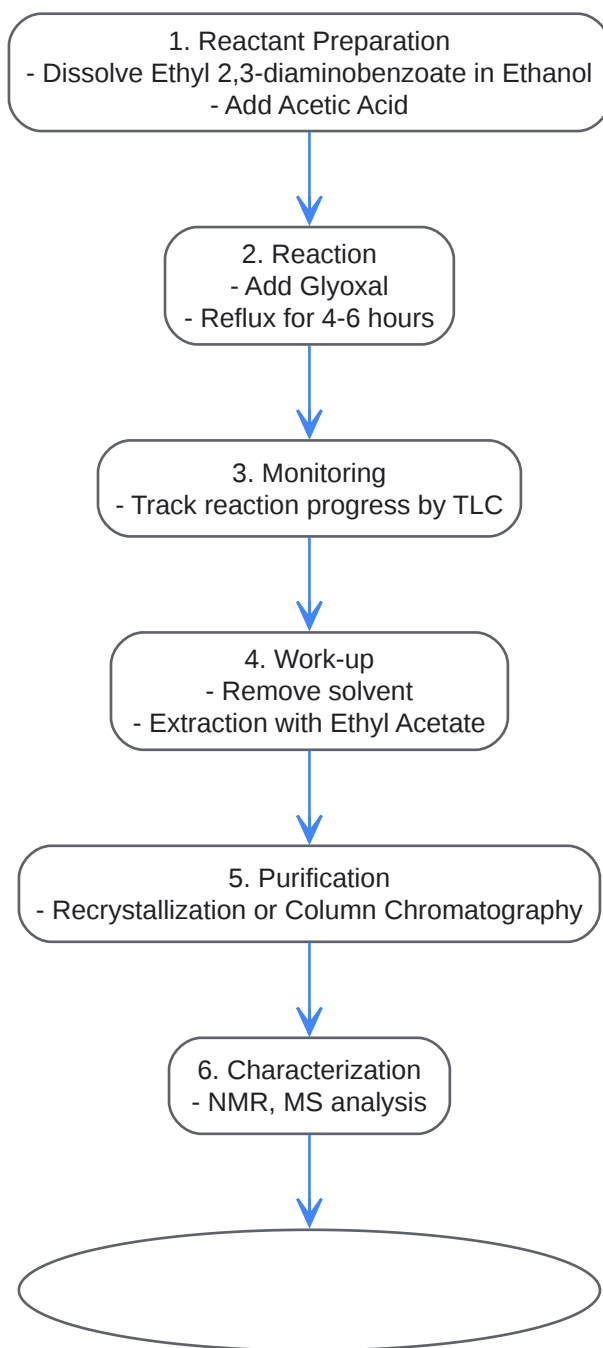 1. Reactant Preparation
- Dissolve Ethyl 2,3-diaminobenzoate in Ethanol
- Add Acetic Acid
2. Reaction
- Add Glyoxal
- Reflux for 4-6 hours
3. Monitoring
- Track reaction progress by TLC
4. Work-up
- Remove solvent
- Extraction with Ethyl Acetate
5. Purification
- Recrystallization or Column Chromatography
6. Characterization
- NMR, MS analysis